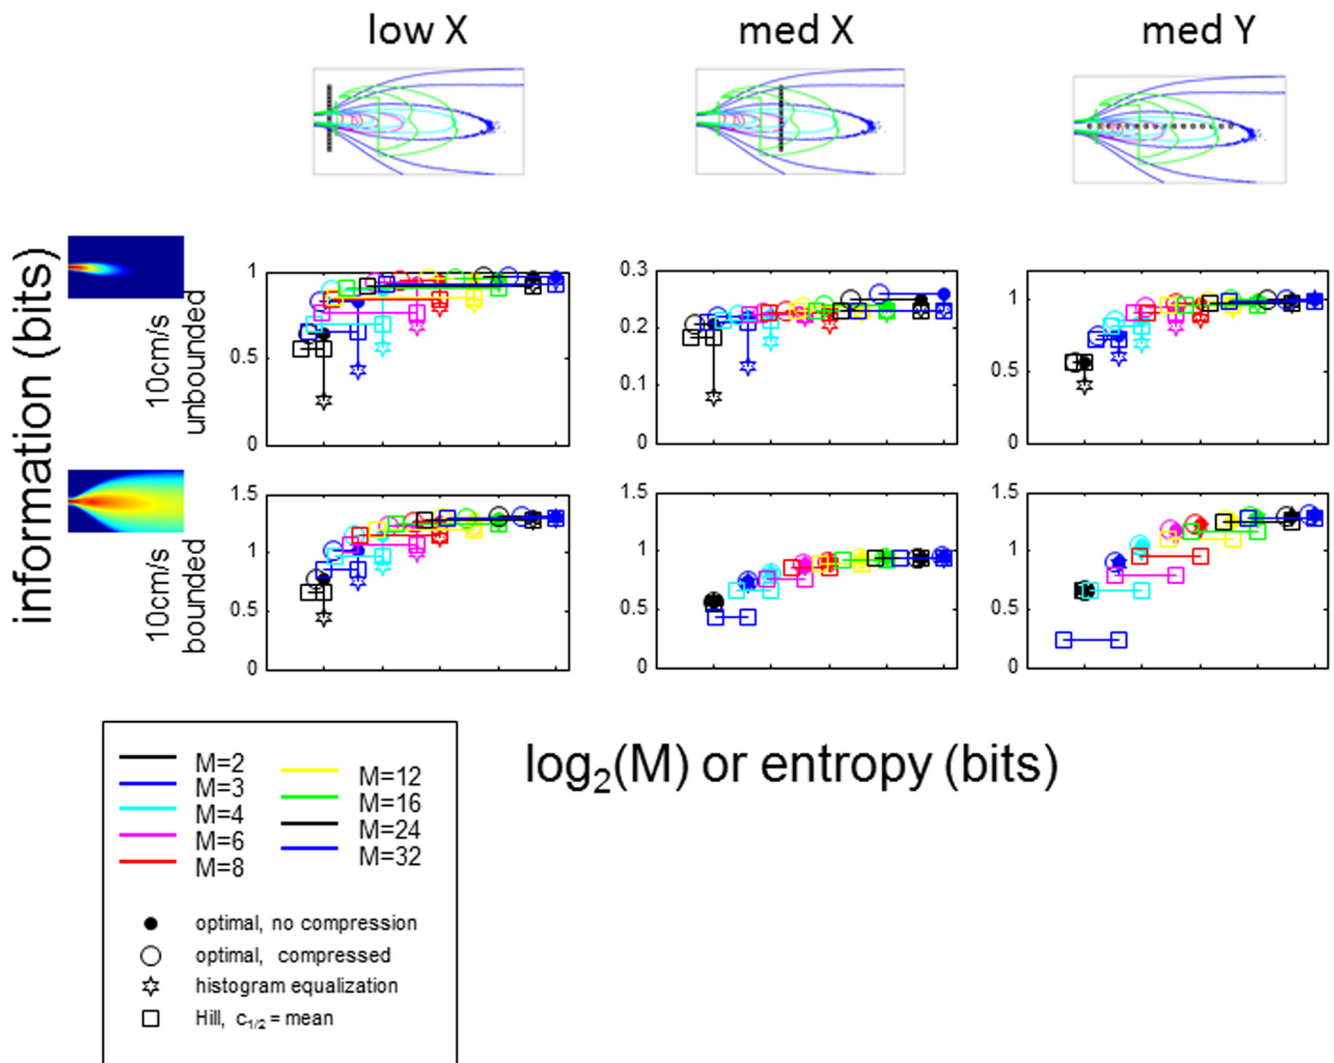 low X
med X
med Y
information (bits)
10cm/s
unbounded
1
0.5
0
0.3
0.2
0.1
0
1
0.5
0
10cm/s
bounded
1.5
1
0.5
0
1.5
1
0.5
0
1.5
1
0.5
0
log2(M) or entropy (bits)
M=2
M=3
M=4
M=6
M=8
M=12
M=16
M=24
M=32
optimal, no compression
optimal, compressed
histogram equalization
Hill, c1/2 = mean